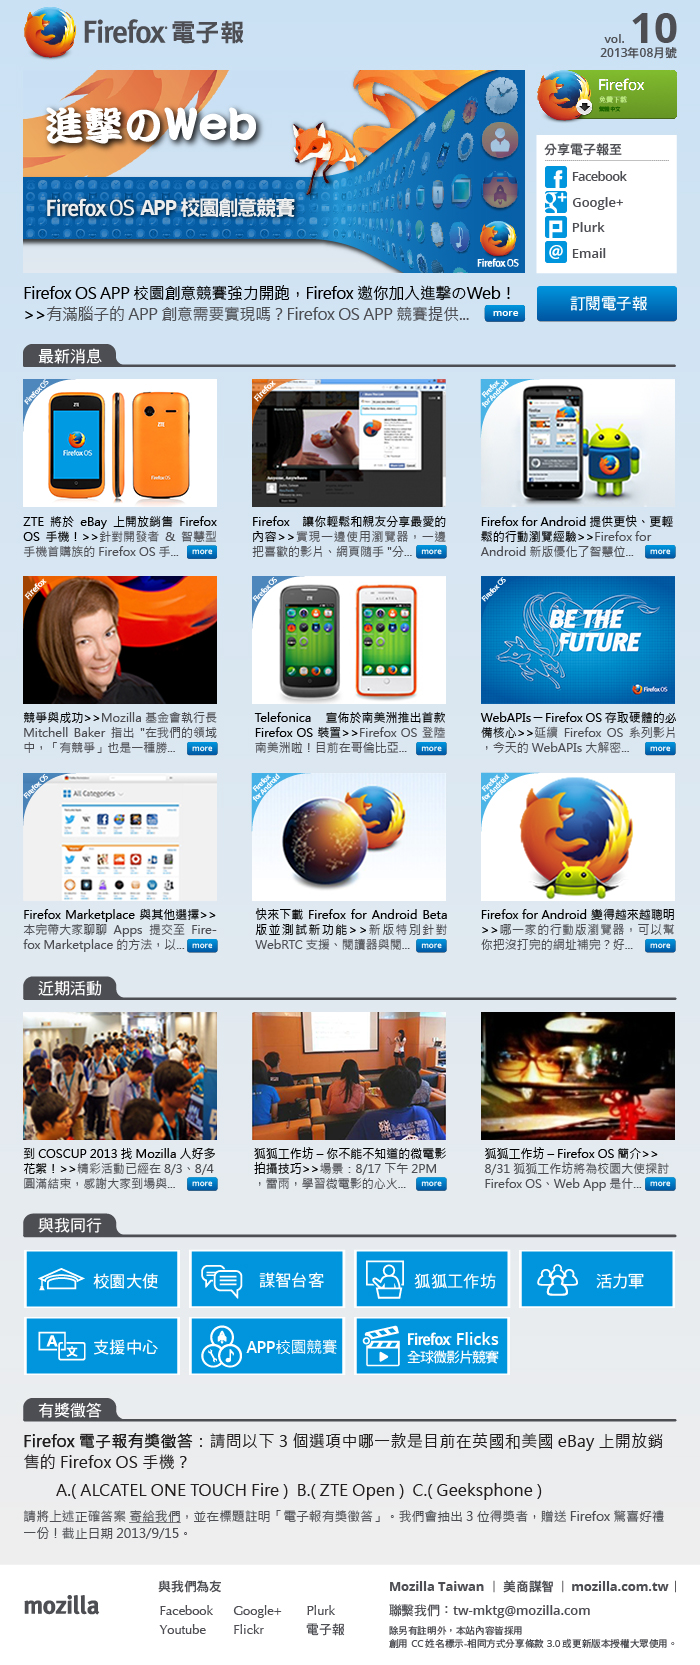 Firefox 電子報
vol. 10
2013年08月號
進擊のWeb
Firefox OS APP 校園創意競賽
Firefox OS
Firefox
免費下載
分享電子報至
Facebook
Google+
Plurk
Email
Firefox OS APP 校園創意競賽強力開跑，Firefox 邀你加入進擊のWeb！
>>有滿腦子的 APP 創意需要實現嗎？Firefox OS APP 競賽提供... more
訂閱電子報
最新消息
Firefox OS
ZTE 將於 eBay 上開放銷售 Firefox
OS 手機！>>針對開發者 & 智慧型
手機首購族的 Firefox OS 手... more
Firefox
Firefox 讓你輕鬆和親友分享最愛的
內容>>實現一邊使用瀏覽器，一邊
把喜歡的影片、網頁隨手 "分... more
Firefox
for Android
Firefox for Android 提供更快、更輕
鬆的行動瀏覽經驗>>Firefox for
Android 新版優化了智慧位... more
Firefox
競爭與成功>>Mozilla 基金會執行長
Mitchell Baker 指出 "在我們的領域
中，「有競爭」也是一種勝... more
Firefox OS
Telefonica 宣佈於南美洲推出首款
Firefox OS 裝置>>Firefox OS 登陸
南美洲啦！目前在哥倫比亞... more
Firefox OS
BE THE
FUTURE
Firefox OS
WebAPIs－Firefox OS 存取硬體的必
備核心>>延續 Firefox OS 系列影片
，今天的 WebAPIs 大解密... more
Firefox OS
All Categories
Firefox Marketplace 與其他選擇>>
本完帶大家聊聊 Apps 提交至 Fire-
fox Marketplace 的方法，以... more
Firefox
for Android
快來下載 Firefox for Android Beta
版並測試新功能>>新版特別針對
WebRTC 支援、閱讀器與閱... more
Firefox
for Android
Firefox for Android 變得越來越聰明
>>哪一家的行動版瀏覽器，可以幫
你把沒打完的網址補完？好... more
近期活動
到 COSCUP 2013 找 Mozilla 人好多
花絮！>>精彩活動已經在 8/3、8/4
圓滿結束，感謝大家到場與... more
狐狐工作坊－你不能不知道的微電影
拍攝技巧>>場景：8/17 下午 2PM
，雷雨，學習微電影的心火... more
狐狐工作坊－Firefox OS 簡介>>
8/31 狐狐工作坊將為校園大使探討
Firefox OS、Web App 是什... more
與我同行
校園大使
謀智台客
狐狐工作坊
活力軍
支援中心
APP校園競賽
Firefox Flicks
全球微影片競賽
有獎徵答
Firefox 電子報有獎徵答：請問以下 3 個選項中哪一款是目前在英國和美國 eBay 上開放銷
售的 Firefox OS 手機？
A.( ALCATEL ONE TOUCH Fire ) B.( ZTE Open ) C.( Geeksphone )
請將上述正確答案 寄給我們，並在標題註明「電子報有獎徵答」。我們會抽出 3 位得獎者，贈送 Firefox 驚喜好禮
一份！截止日期 2013/9/15。
mozilla
與我們為友
Facebook Google+ Plurk
Youtube Flickr 電子報
Mozilla Taiwan | 美商謀智 | mozilla.com.tw |
聯繫我們：tw-mktg@mozilla.com
除另有註明外，本站內容皆採用
創用 CC 姓名標示-相同方式分享條款 3.0 或更新版本授權大眾使用。